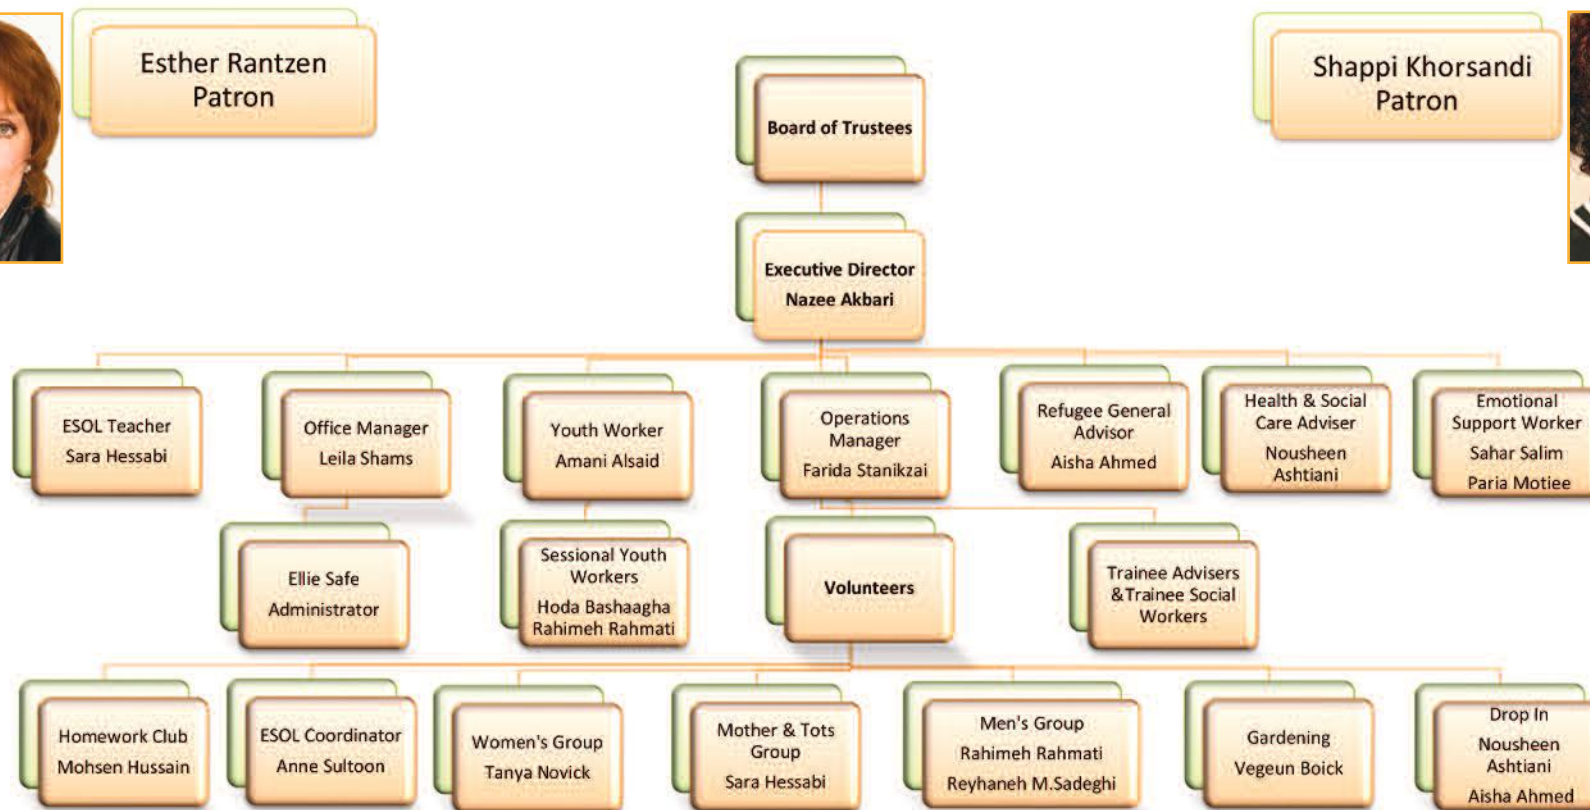 Esther Rantzen
Patron
Shappi Khorsandi
Patron
Board of Trustees
Executive Director
Nazee Akbari
ESOL Teacher
Sara Hessabi
Office Manager
Leila Shams
Youth Worker
Amani Alsaid
Operations
Manager
Farida Stanikzai
Refugee General
Advisor
Aisha Ahmed
Health & Social
Care Adviser
Nousheen
Ashtiani
Emotional
Support Worker
Sahar Salim
Paria Motiee
Ellie Safe
Administrator
Sessional Youth
Workers
Hoda Bashaagha
Rahimeh Rahmati
Volunteers
Trainee Advisers
&Trainee Social
Workers
Homework Club
Mohsen Hussain
ESOL Coordinator
Anne Sultoon
Women's Group
Tanya Novick
Mother & Tots
Group
Sara Hessabi
Men's Group
Rahimeh Rahmati
Reyhaneh M.Sadeghi
Gardening
Vegeun Boick
Drop In
Nousheen
Ashtiani
Aisha Ahmed